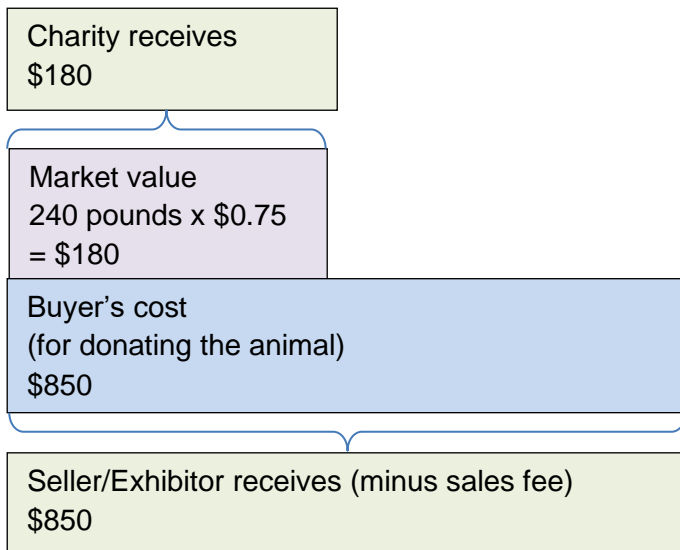 Charity receives
$180
Market value
240 pounds x $0.75
= $180
Buyer’s cost
(for donating the animal)
$850
Seller/Exhibitor receives (minus sales fee)
$850